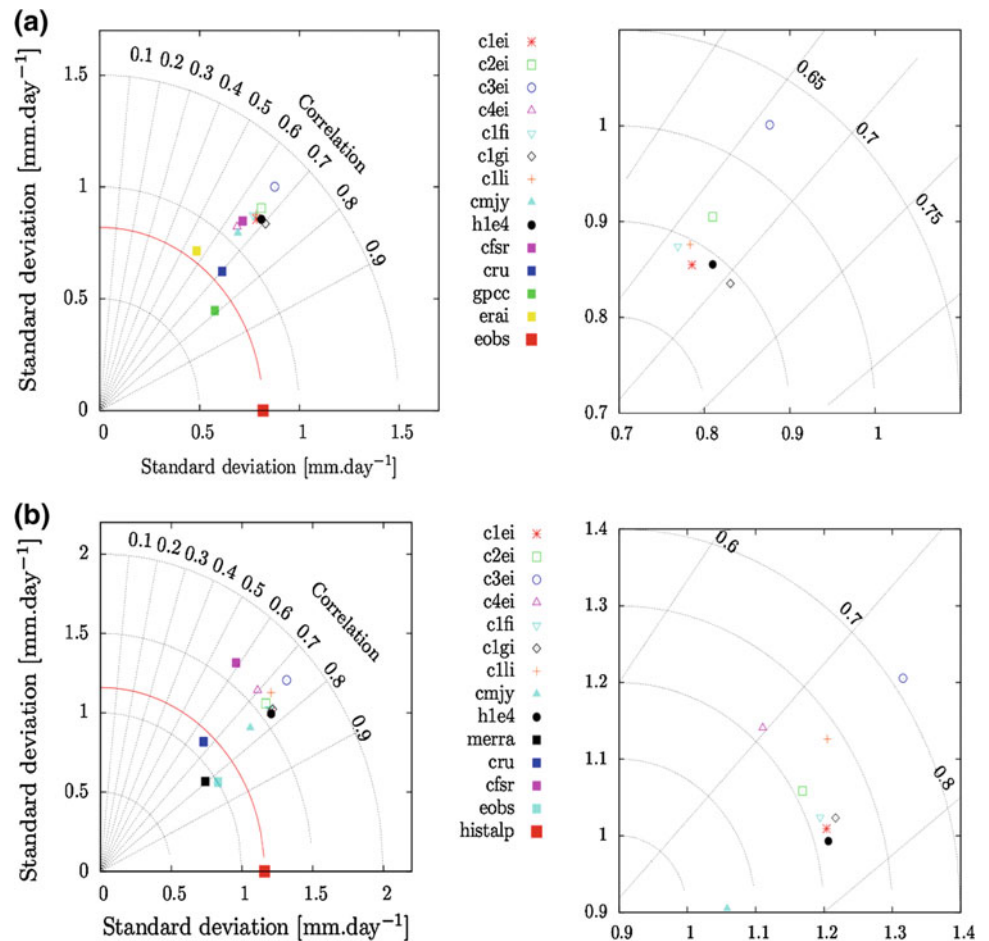 (a)
Standard deviation [mm.day⁻¹]
1.5
1
0.5
0
0.1 0.2 0.3 0.4 0.5 0.6 0.7 0.8 0.9
Correlation
0 0.5 1 1.5
Standard deviation [mm.day⁻¹]
c1ei
c2ei
c3ei
c4ei
c1fi
c1gi
c1li
cmjy
h1e4
cfsr
cru
gpcc
erai
eobs
1
0.9
0.8
0.7
0.65
0.7
0.75
0.7 0.8 0.9 1
(b)
Standard deviation [mm.day⁻¹]
2
1.5
1
0.5
0
0.1 0.2 0.3 0.4 0.5 0.6 0.7 0.8 0.9
Correlation
0 0.5 1 1.5 2
Standard deviation [mm.day⁻¹]
c1ei
c2ei
c3ei
c4ei
c1fi
c1gi
c1li
cmjy
h1e4
merra
cru
cfsr
eobs
histalp
1.4
1.3
1.2
1.1
1
0.9
0.6
0.7
0.8
0.9 1 1.1 1.2 1.3 1.4